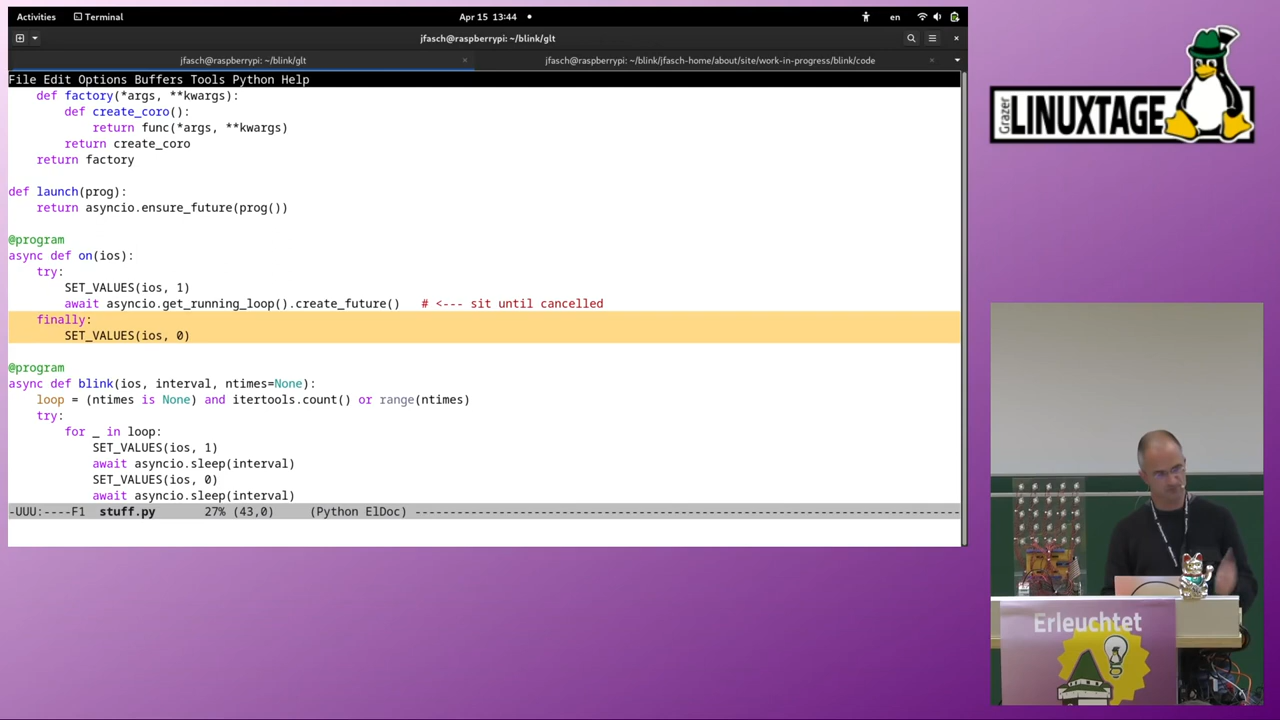 Activities
Terminal
Apr 15 13:44
en
jfasch@raspberrypi: ~/blink/glt
jfasch@raspberrypi: ~/blink/glt
jfasch@raspberrypi: ~/blink/jfasch-home/about/site/work-in-progress/blink/code
File Edit Options Buffers Tools Python Help
    def factory(*args, **kwargs):
        def create_coro():
            return func(*args, **kwargs)
        return create_coro
    return factory
def launch(prog):
    return asyncio.ensure_future(prog())
@program
async def on(ios):
    try:
        SET_VALUES(ios, 1)
        await asyncio.get_running_loop().create_future()   # <--- sit until cancelled
    finally:
        SET_VALUES(ios, 0)
@program
async def blink(ios, interval, ntimes=None):
    loop = (ntimes is None) and itertools.count() or range(ntimes)
    try:
        for _ in loop:
            SET_VALUES(ios, 1)
            await asyncio.sleep(interval)
            SET_VALUES(ios, 0)
            await asyncio.sleep(interval)
-UUU:----F1  stuff.py       27% (43,0)     (Python ElDoc) ------------------------------------------------------------------------------
Grazer
LINUXTAGE
Erleuchtet